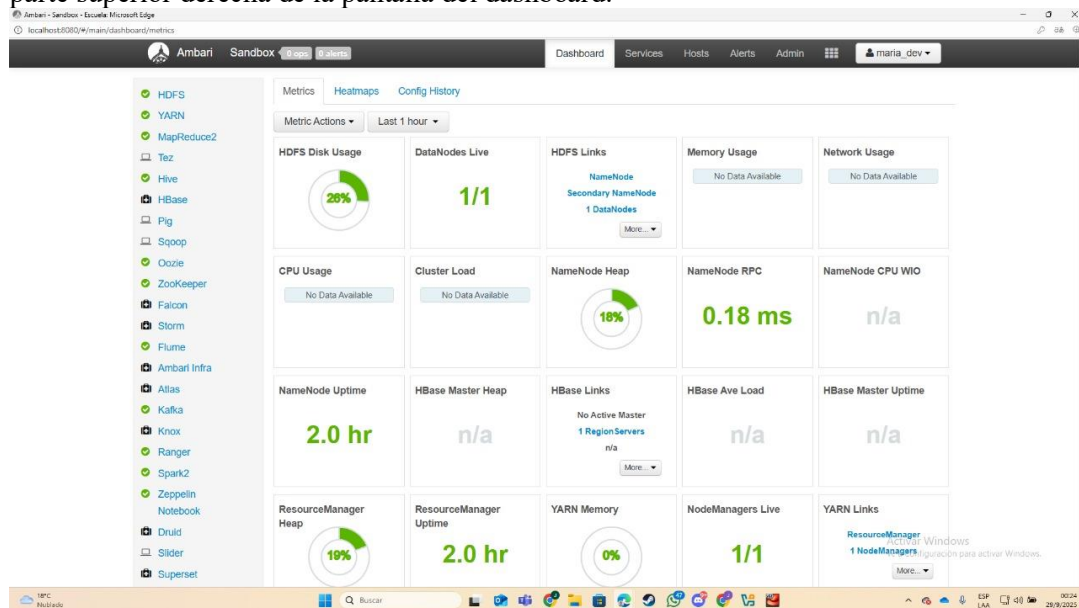 parte superior derecha de la pantalla del dashboard.
Ambari - Sandbox - Escuela: Microsoft Edge
localhost:8080/#/main/dashboard/metrics
Ambari Sandbox 0 ops 0 alerts Dashboard Services Hosts Alerts Admin maria_dev
HDFS
YARN
MapReduce2
Tez
Hive
HBase
Pig
Sqoop
Oozie
ZooKeeper
Falcon
Storm
Flume
Ambari Infra
Atlas
Kafka
Knox
Ranger
Spark2
Zeppelin
Notebook
Druid
Slider
Superset
Metrics Heatmaps Config History
Metric Actions Last 1 hour
HDFS Disk Usage
26%
DataNodes Live
1/1
HDFS Links
NameNode
Secondary NameNode
1 DataNodes
More...
Memory Usage
No Data Available
Network Usage
No Data Available
CPU Usage
No Data Available
Cluster Load
No Data Available
NameNode Heap
18%
NameNode RPC
0.18 ms
NameNode CPU WIO
n/a
NameNode Uptime
2.0 hr
HBase Master Heap
n/a
HBase Links
No Active Master
1 RegionServers
n/a
More...
HBase Ave Load
n/a
HBase Master Uptime
n/a
ResourceManager
Heap
19%
ResourceManager
Uptime
2.0 hr
YARN Memory
0%
NodeManagers Live
1/1
YARN Links
ResourceManager
1 NodeManagers
More...
Activar Windows
configuración para activar Windows.
18°C
Nublado
Buscar
ESP
LAA
00:24
29/9/2025